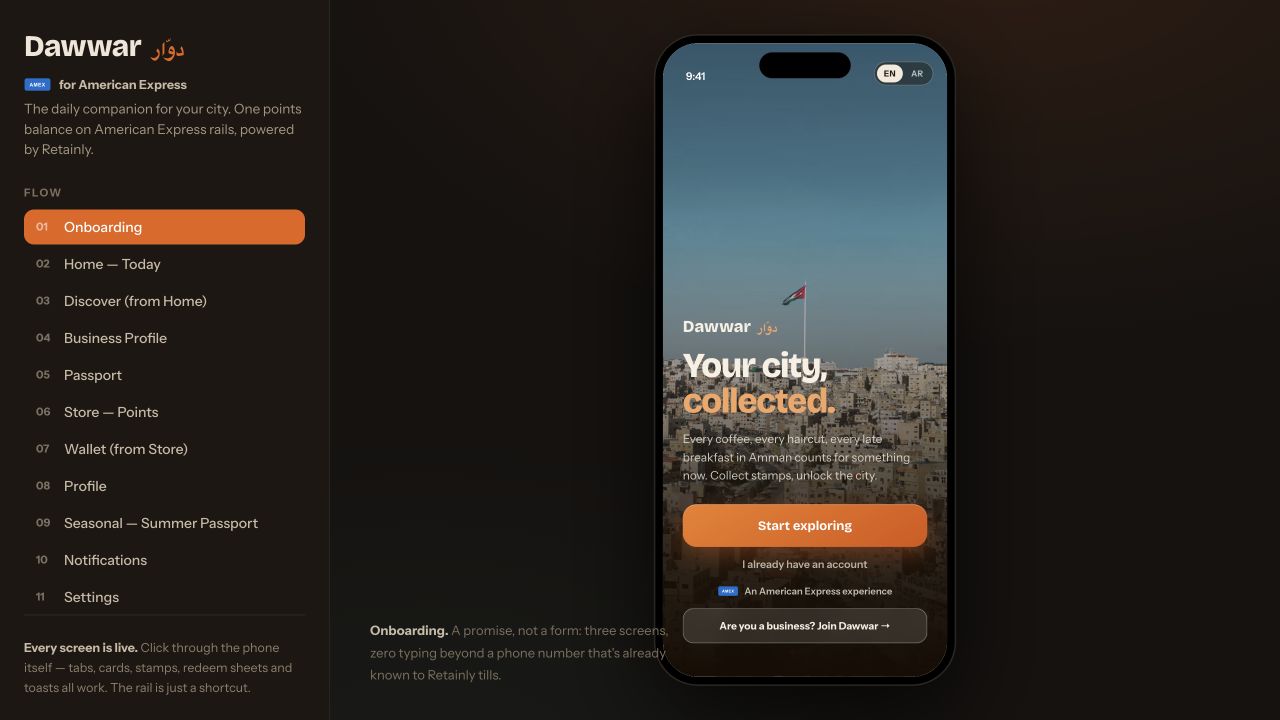 Dawwar دوّار
AMEX for American Express
The daily companion for your city. One points
balance on American Express rails, powered
by Retainly.
FLOW
01 Onboarding
02 Home — Today
03 Discover (from Home)
04 Business Profile
05 Passport
06 Store — Points
07 Wallet (from Store)
08 Profile
09 Seasonal — Summer Passport
10 Notifications
11 Settings
Every screen is live. Click through the phone
itself — tabs, cards, stamps, redeem sheets and
toasts all work. The rail is just a shortcut.
Onboarding. A promise, not a form: three screens,
zero typing beyond a phone number that's already
known to Retainly tills.
9:41
EN AR
Dawwar دوّار
Your city,
collected.
Every coffee, every haircut, every late
breakfast in Amman counts for something
now. Collect stamps, unlock the city.
Start exploring
I already have an account
AMEX An American Express experience
Are you a business? Join Dawwar →